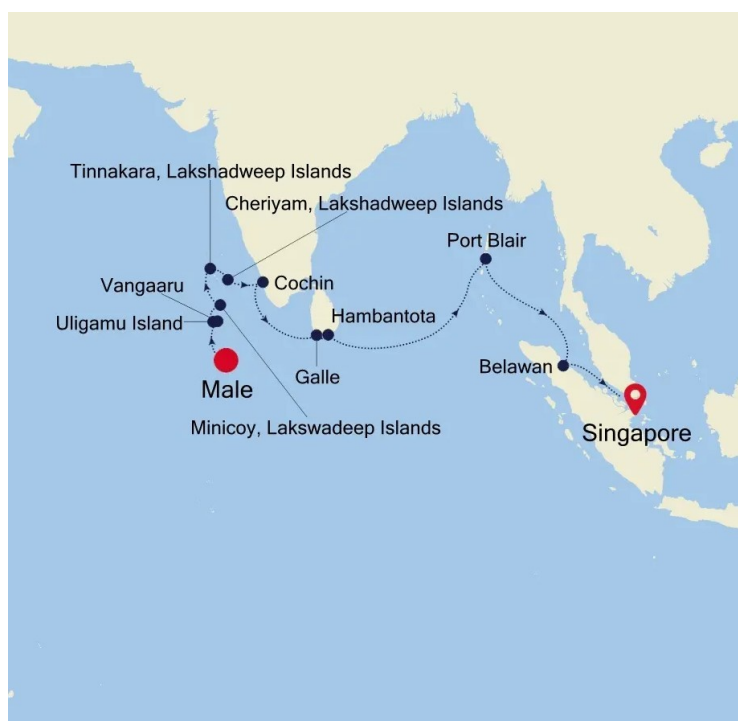 Tinnakara, Lakshadweep Islands
Cheriyam, Lakshadweep Islands
Port Blair
Vangaaru
Cochin
Uligamu Island
Hambantota
Galle
Belawan
Male
Minicoy, Lakswadeep Islands
Singapore